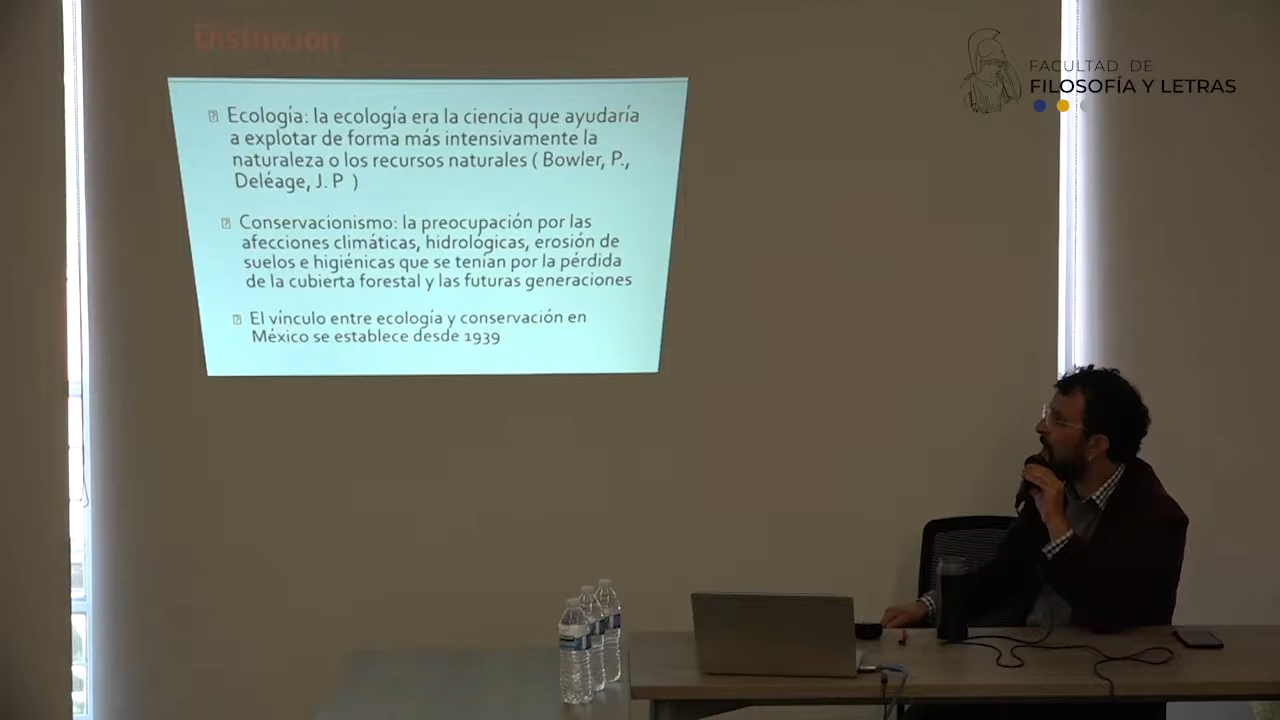 Distinción
Ecología: la ecología era la ciencia que ayudaría
a explotar de forma más intensivamente la
naturaleza o los recursos naturales ( Bowler, P.,
Deléage, J. P )
Conservacionismo: la preocupación por las
afecciones climáticas, hidrológicas, erosión de
suelos e higiénicas que se tenían por la pérdida
de la cubierta forestal y las futuras generaciones
El vínculo entre ecología y conservación en
México se establece desde 1939
FACULTAD DE
FILOSOFÍA Y LETRAS